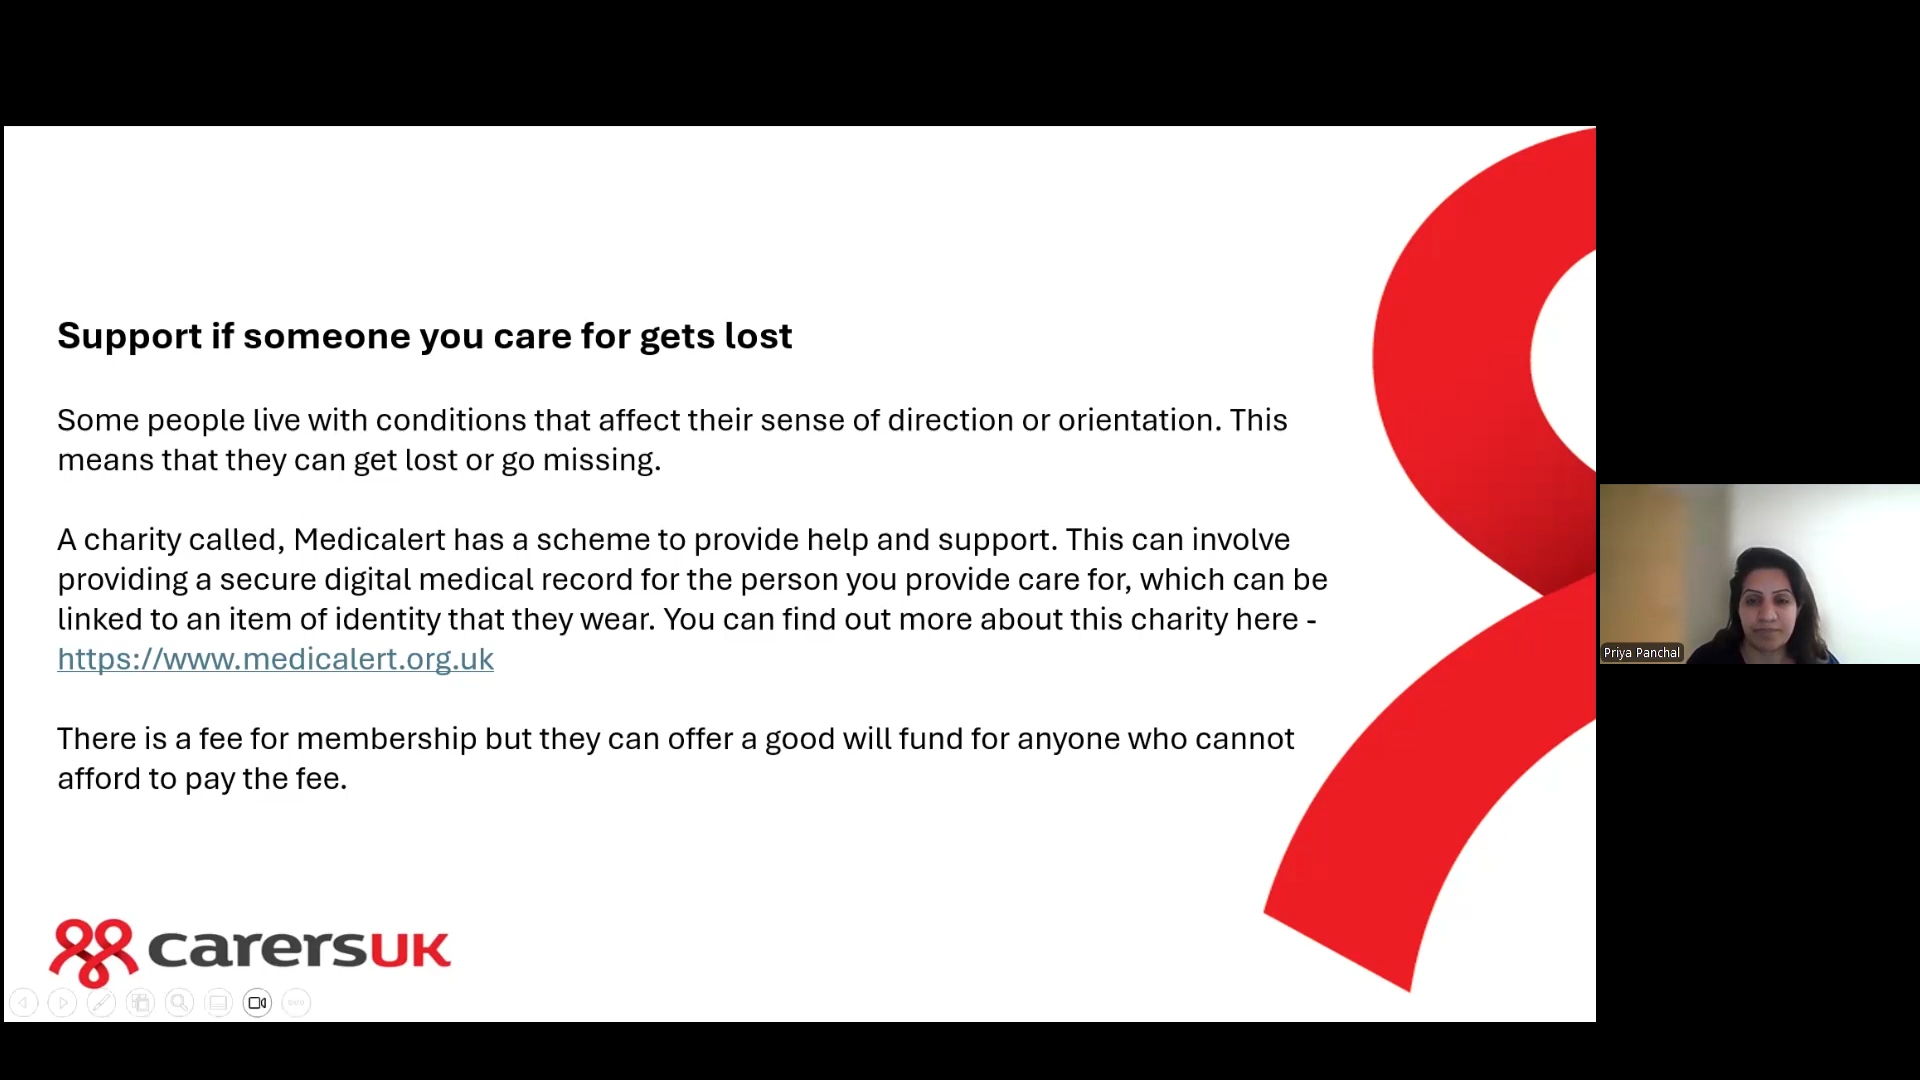 Support if someone you care for gets lost
Some people live with conditions that affect their sense of direction or orientation. This
means that they can get lost or go missing.
A charity called, Medicalert has a scheme to provide help and support. This can involve
providing a secure digital medical record for the person you provide care for, which can be
linked to an item of identity that they wear. You can find out more about this charity here -
https://www.medicalert.org.uk
There is a fee for membership but they can offer a good will fund for anyone who cannot
afford to pay the fee.
carersUK
Priya Panchal